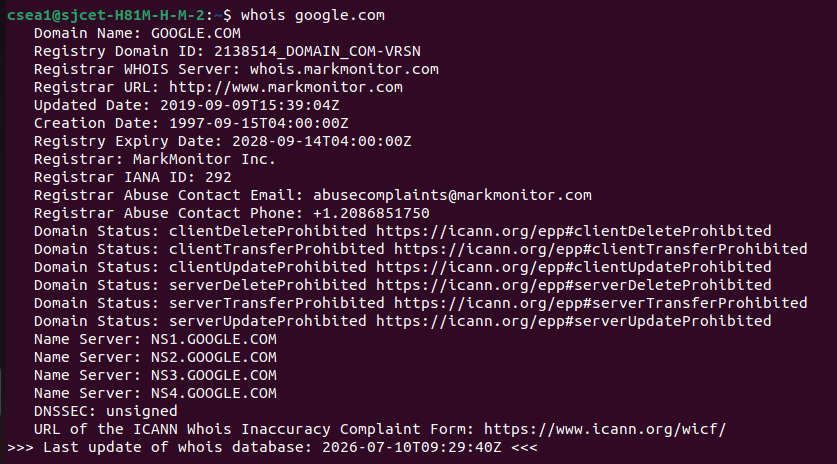 csea1@sjcet-H81M-H-M-2:~$ whois google.com
Domain Name: GOOGLE.COM
Registry Domain ID: 2138514_DOMAIN_COM-VRSN
Registrar WHOIS Server: whois.markmonitor.com
Registrar URL: http://www.markmonitor.com
Updated Date: 2019-09-09T15:39:04Z
Creation Date: 1997-09-15T04:00:00Z
Registry Expiry Date: 2028-09-14T04:00:00Z
Registrar: MarkMonitor Inc.
Registrar IANA ID: 292
Registrar Abuse Contact Email: abusecomplaints@markmonitor.com
Registrar Abuse Contact Phone: +1.2086851750
Domain Status: clientDeleteProhibited https://icann.org/epp#clientDeleteProhibited
Domain Status: clientTransferProhibited https://icann.org/epp#clientTransferProhibited
Domain Status: clientUpdateProhibited https://icann.org/epp#clientUpdateProhibited
Domain Status: serverDeleteProhibited https://icann.org/epp#serverDeleteProhibited
Domain Status: serverTransferProhibited https://icann.org/epp#serverTransferProhibited
Domain Status: serverUpdateProhibited https://icann.org/epp#serverUpdateProhibited
Name Server: NS1.GOOGLE.COM
Name Server: NS2.GOOGLE.COM
Name Server: NS3.GOOGLE.COM
Name Server: NS4.GOOGLE.COM
DNSSEC: unsigned
URL of the ICANN Whois Inaccuracy Complaint Form: https://www.icann.org/wicf/
>>> Last update of whois database: 2026-07-10T09:29:40Z <<<